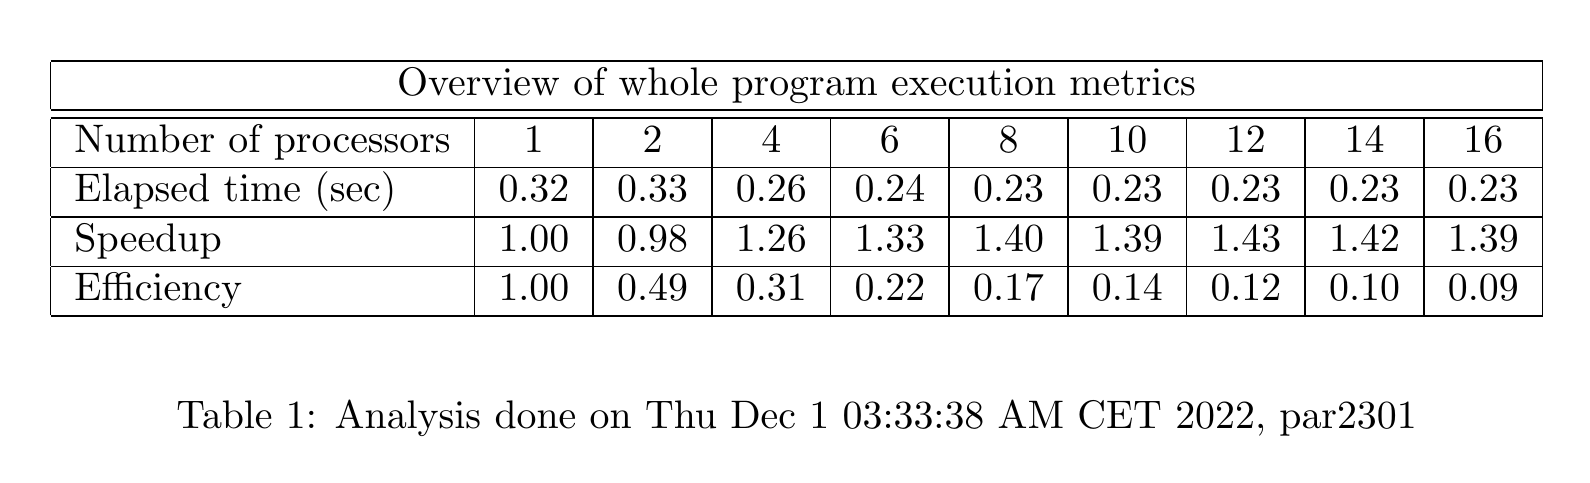 Overview of whole program execution metrics
Number of processors 1 2 4 6 8 10 12 14 16
Elapsed time (sec) 0.32 0.33 0.26 0.24 0.23 0.23 0.23 0.23 0.23
Speedup 1.00 0.98 1.26 1.33 1.40 1.39 1.43 1.42 1.39
Efficiency 1.00 0.49 0.31 0.22 0.17 0.14 0.12 0.10 0.09
Table 1: Analysis done on Thu Dec 1 03:33:38 AM CET 2022, par2301